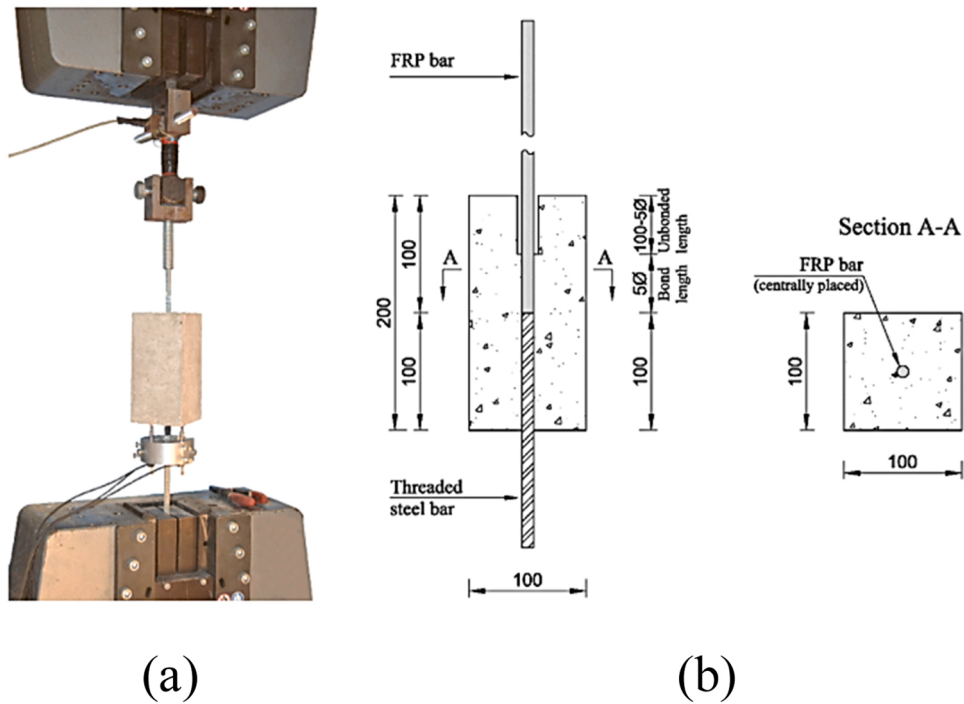 FRP bar
200
100
100
A
A
100-5Ø
Unbonded
length
5Ø
Bond
length
100
Threaded
steel bar
100
Section A-A
FRP bar
(centrally placed)
100
100
(a)
(b)